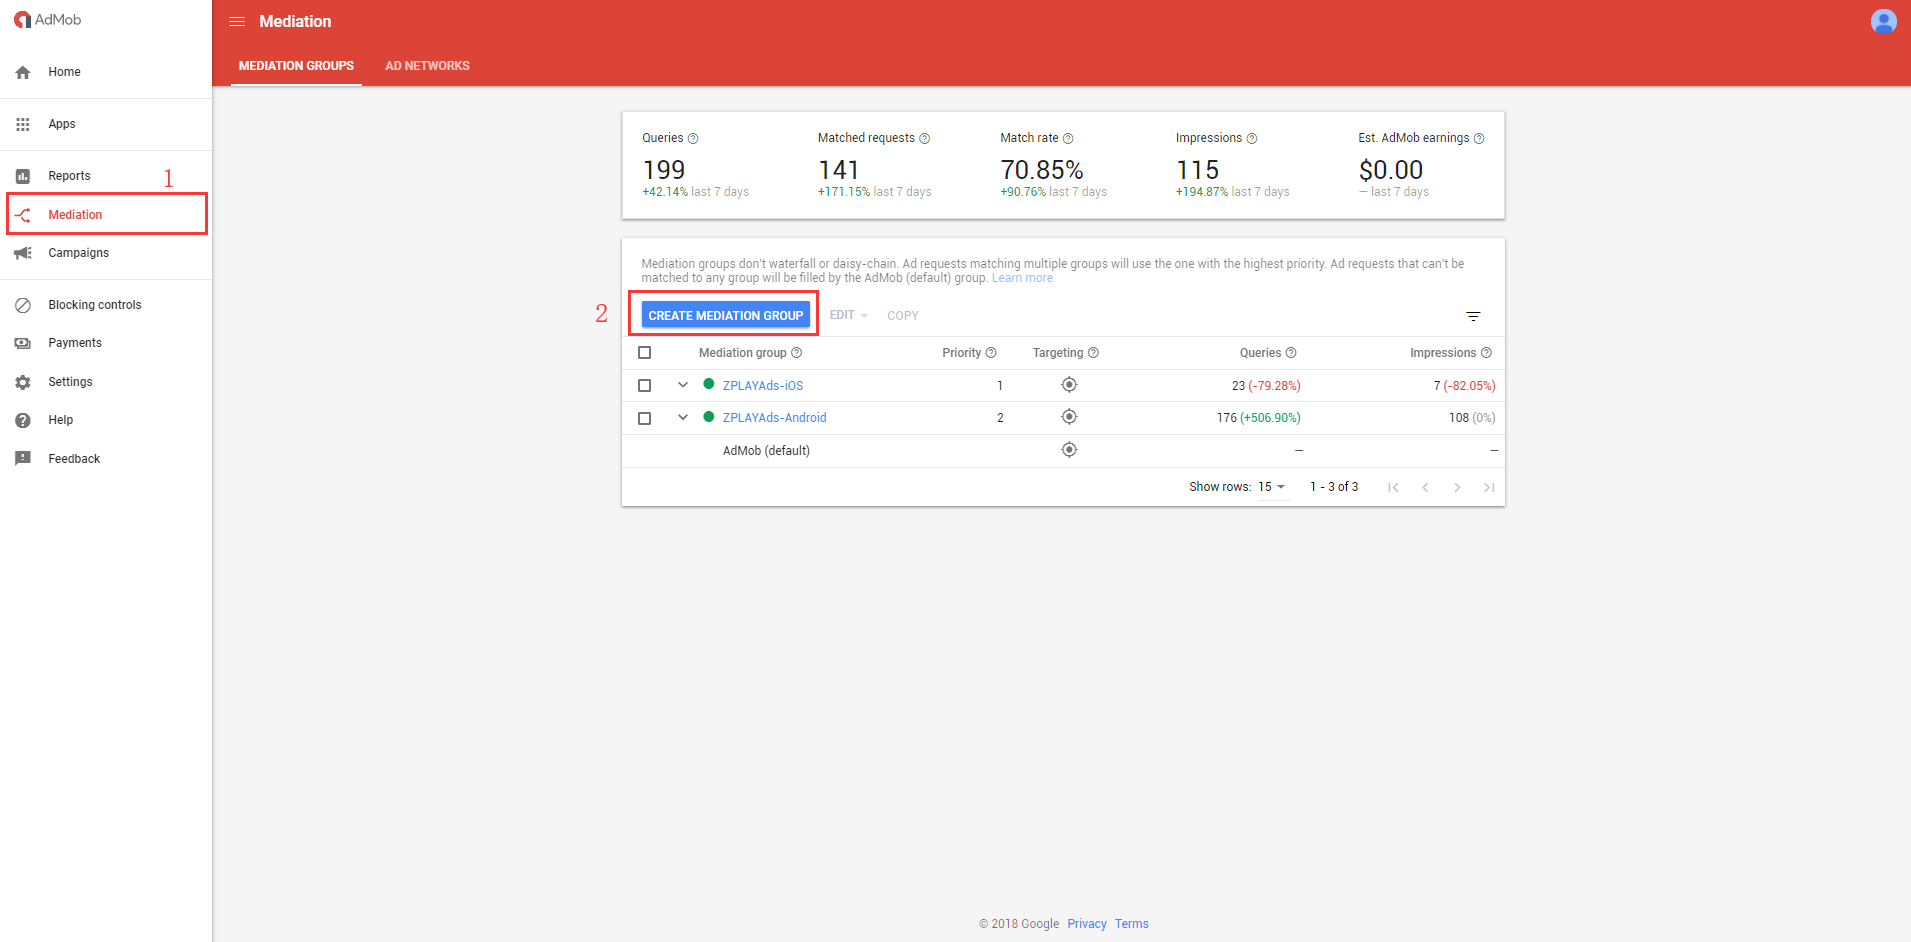 AdMob
Mediation
MEDIATION GROUPS AD NETWORKS
Home
Apps
Reports
1
Mediation
Campaigns
Blocking controls
Payments
Settings
Help
Feedback
Queries Matched requests Match rate Impressions Est. AdMob earnings
199 141 70.85% 115 $0.00
+42.14% last 7 days +171.15% last 7 days +90.76% last 7 days +194.87% last 7 days — last 7 days
Mediation groups don't waterfall or daisy-chain. Ad requests matching multiple groups will use the one with the highest priority. Ad requests that can't be
matched to any group will be filled by the AdMob (default) group. Learn more
2
CREATE MEDIATION GROUP EDIT COPY
Mediation group Priority Targeting Queries Impressions
ZPLAYAds-iOS 1 23 (-79.28%) 7 (-82.05%)
ZPLAYAds-Android 2 176 (+506.90%) 108 (0%)
AdMob (default) — —
Show rows: 15 1 - 3 of 3
© 2018 Google Privacy Terms